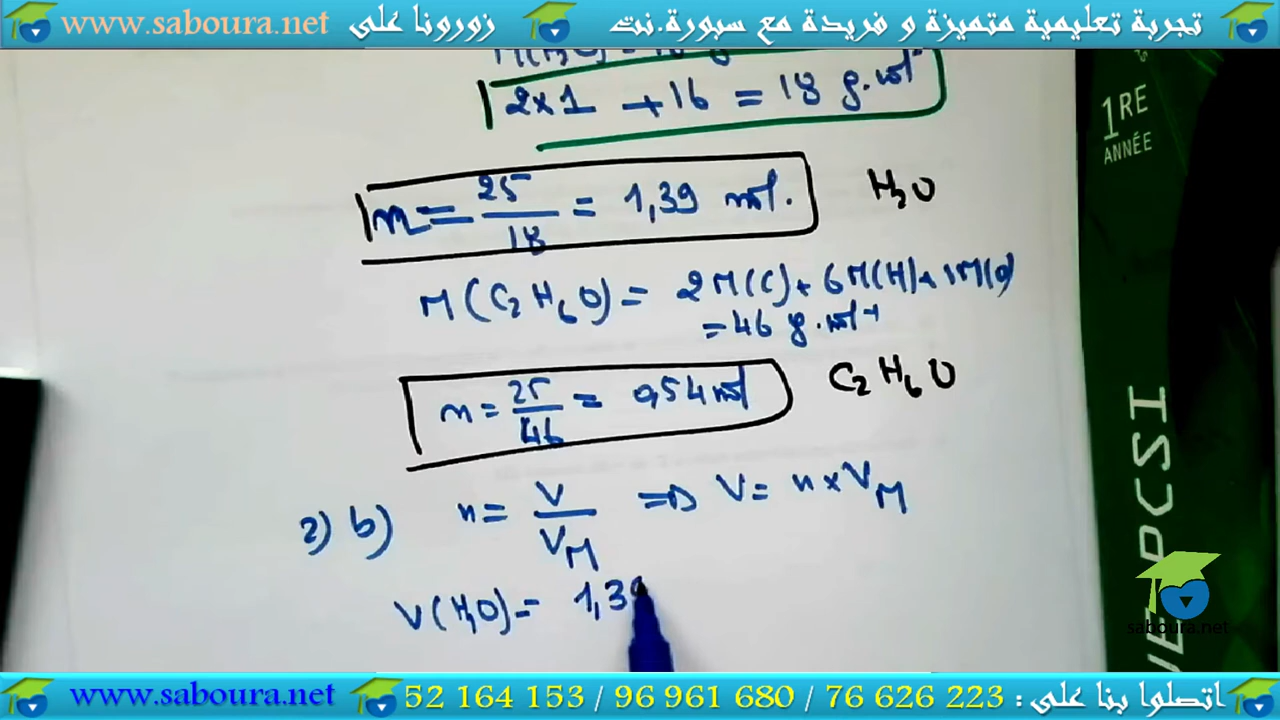 www.saboura.net زورونا على تجربة تعليمية متميزة و فريدة مع سبورة.نت
2×1 + 16 = 18 g.mol
1RE
ANNÉE
n = 25/18 = 1,39 mol. H₂O
M(C₂H₆O) = 2M(C) + 6M(H) + 1M(O)
= 46 g.mol⁻¹
n = 25/46 = 0,54 mol C₂H₆O
2) b) n = V/V_M => V = n × V_M
V(H₂O) = 1,39
saboura.net
www.saboura.net 52 164 153 / 96 961 680 / 76 626 223 : اتصلوا بنا على